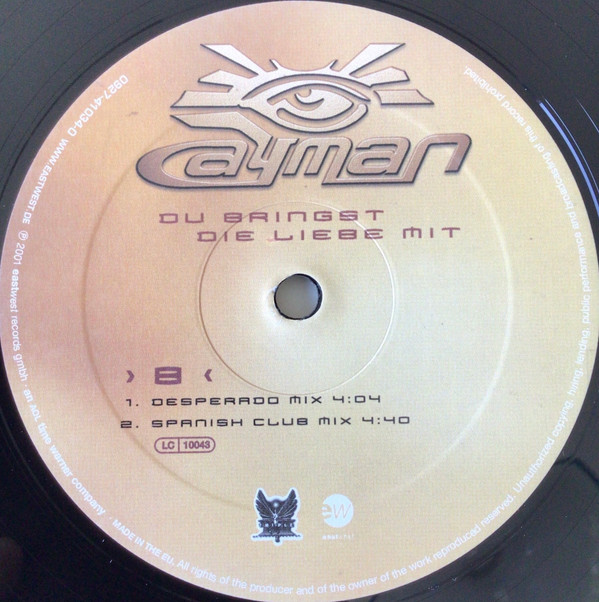 Cayman
DU BRINGST
DIE LIEBE MIT
› B ‹
1. DESPERADO MIX 4:04
2. SPANISH CLUB MIX 4:40
LC 10043
ew
eastwest
0927-41034-0 WWW.EASTWEST.DE ℗ 2001 eastwest records gmbh · an aol time warner company · MADE IN THE EU. All rights of the producer and of the owner of the work reproduced reserved. Unauthorized copying, hiring, lending, public performance and broadcasting of this record prohibited.